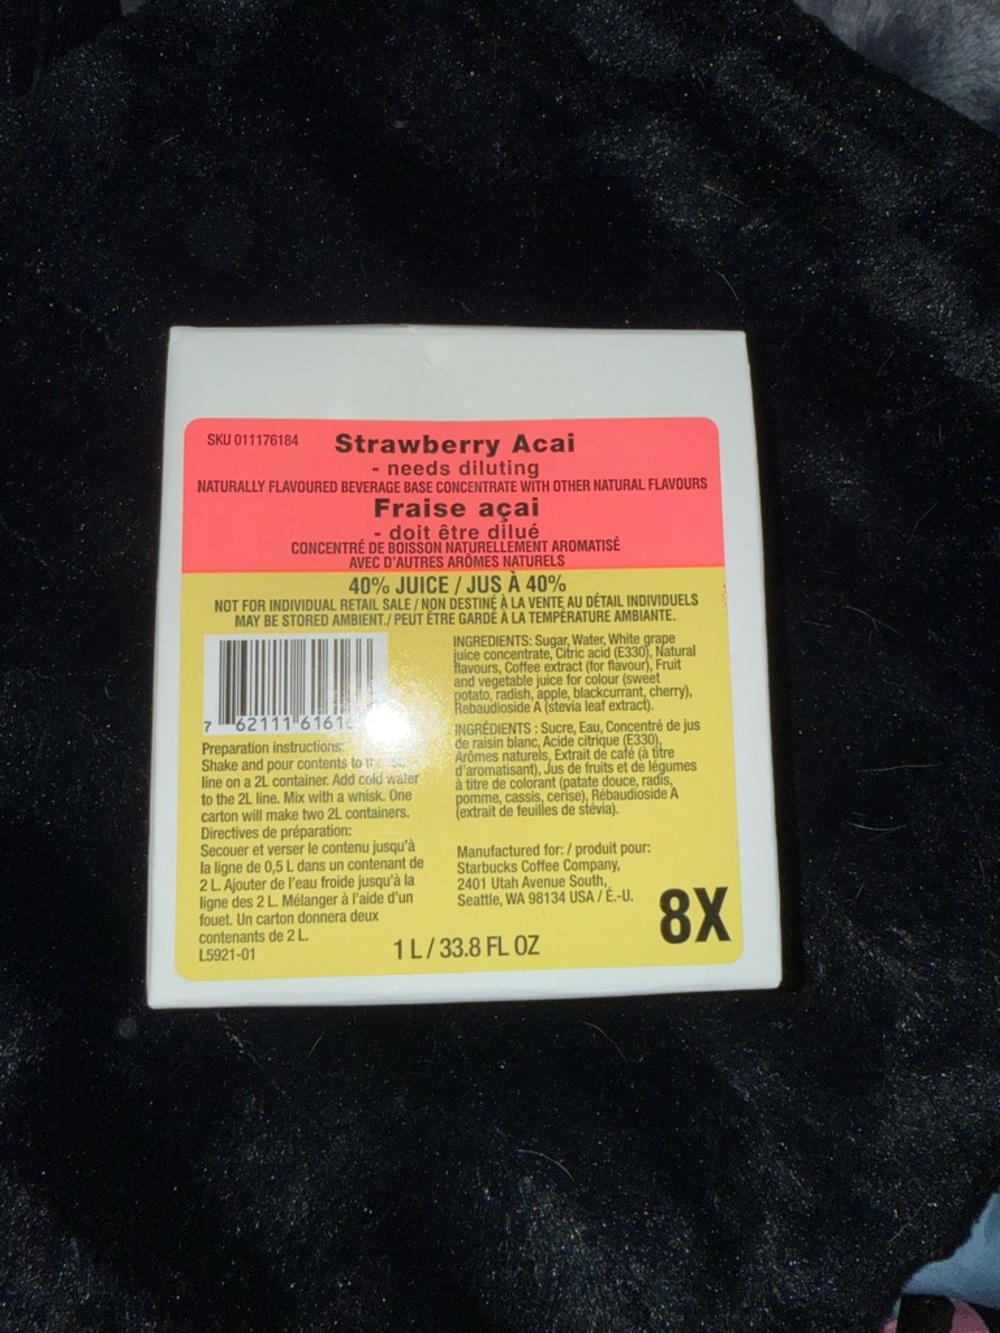 SKU 011176184
Strawberry Acai
- needs diluting
NATURALLY FLAVOURED BEVERAGE BASE CONCENTRATE WITH OTHER NATURAL FLAVOURS
Fraise açai
- doit être dilué
CONCENTRÉ DE BOISSON NATURELLEMENT AROMATISÉ
AVEC D'AUTRES ARÔMES NATURELS
40% JUICE / JUS À 40%
NOT FOR INDIVIDUAL RETAIL SALE / NON DESTINÉ À LA VENTE AU DÉTAIL INDIVIDUELS
MAY BE STORED AMBIENT./ PEUT ÊTRE GARDÉ À LA TEMPÉRATURE AMBIANTE.
7 62111 61616
Preparation instructions:
Shake and pour contents to
line on a 2L container. Add cold water
to the 2L line. Mix with a whisk. One
carton will make two 2L containers.
Directives de préparation:
Secouer et verser le contenu jusqu'à
la ligne de 0,5 L dans un contenant de
2 L. Ajouter de l'eau froide jusqu'à la
ligne des 2 L. Mélanger à l'aide d'un
fouet. Un carton donnera deux
contenants de 2 L.
L5921-01
INGREDIENTS: Sugar, Water, White grape
juice concentrate, Citric acid (E330), Natural
flavours, Coffee extract (for flavour), Fruit
and vegetable juice for colour (sweet
potato, radish, apple, blackcurrant, cherry),
Rebaudioside A (stevia leaf extract).
INGRÉDIENTS : Sucre, Eau, Concentré de jus
de raisin blanc, Acide citrique (E330),
Arômes naturels, Extrait de café (à titre
d'aromatisant), Jus de fruits et de légumes
à titre de colorant (patate douce, radis,
pomme, cassis, cerise), Rébaudioside A
(extrait de feuilles de stévia).
Manufactured for: / produit pour:
Starbucks Coffee Company,
2401 Utah Avenue South,
Seattle, WA 98134 USA / É.-U.
1 L / 33.8 FL OZ
8X